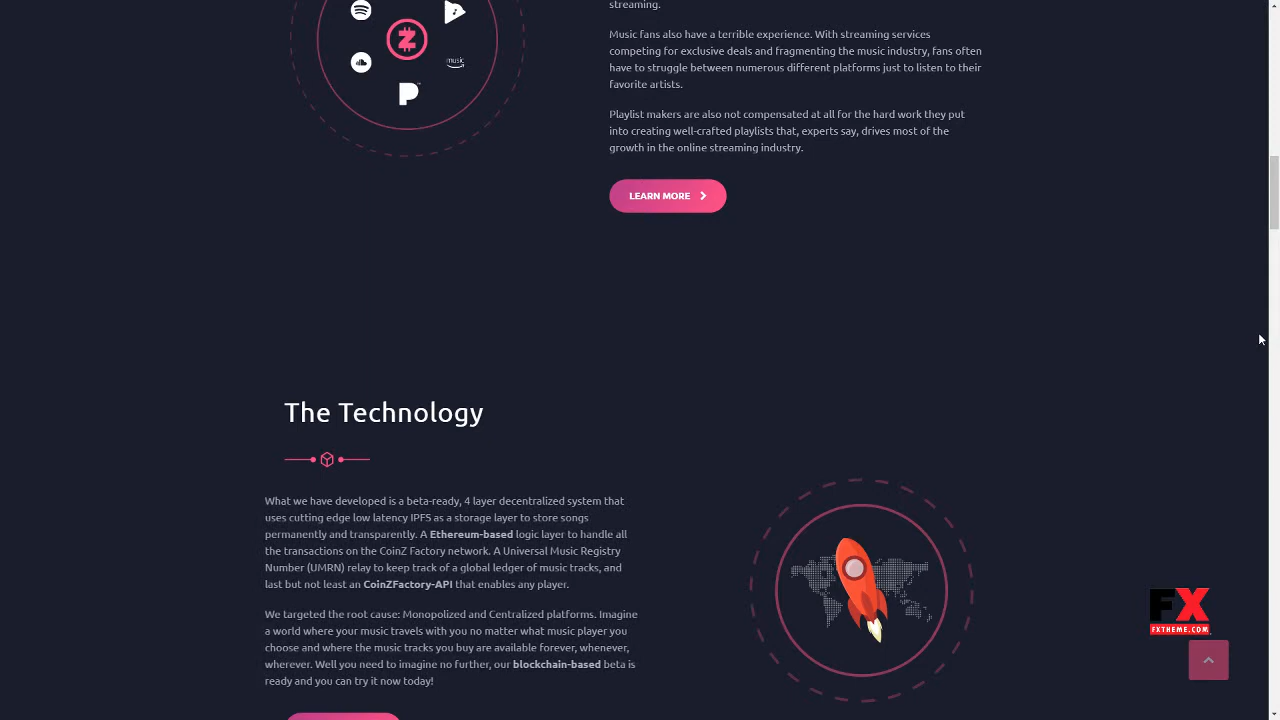 streaming.
Music fans also have a terrible experience. With streaming services
competing for exclusive deals and fragmenting the music industry, fans often
have to struggle between numerous different platforms just to listen to their
favorite artists.
Playlist makers are also not compensated at all for the hard work they put
into creating well-crafted playlists that, experts say, drives most of the
growth in the online streaming industry.
LEARN MORE
music
The Technology
What we have developed is a beta-ready, 4 layer decentralized system that
uses cutting edge low latency IPFS as a storage layer to store songs
permanently and transparently. A Ethereum-based logic layer to handle all
the transactions on the CoinZ Factory network. A Universal Music Registry
Number (UMRN) relay to keep track of a global ledger of music tracks, and
last but not least an CoinZFactory-API that enables any player.
We targeted the root cause: Monopolized and Centralized platforms. Imagine
a world where your music travels with you no matter what music player you
choose and where the music tracks you buy are available forever, whenever,
wherever. Well you need to imagine no further, our blockchain-based beta is
ready and you can try it now today!
FX
FXTHEME.COM